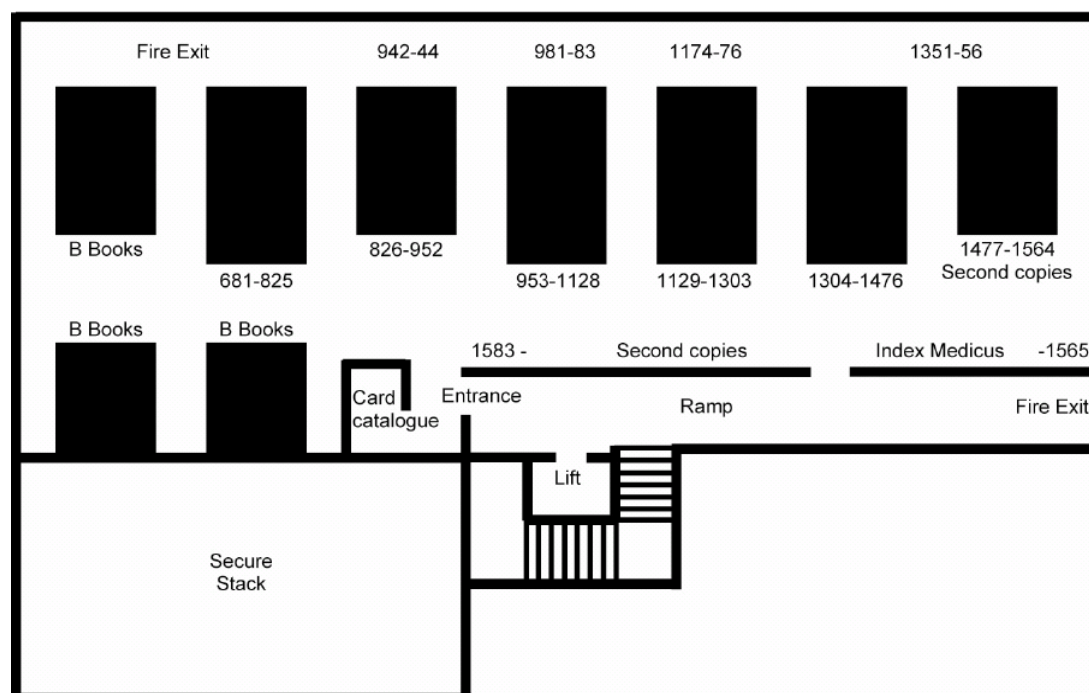 Fire Exit
942-44
981-83
1174-76
1351-56
B Books
681-825
826-952
953-1128
1129-1303
1304-1476
1477-1564
Second copies
B Books
B Books
1583 -
Second copies
Index Medicus
-1565
Card
catalogue
Entrance
Ramp
Fire Exit
Lift
Secure
Stack